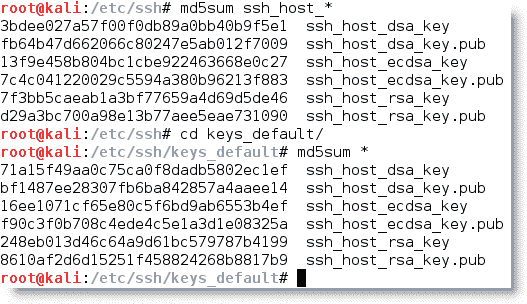 root@kali:/etc/ssh# md5sum ssh_host_*
3bdee027a57f00f0db89a0bb40b9f5e1  ssh_host_dsa_key
fb64b47d662066c80247e5ab012f7009  ssh_host_dsa_key.pub
13f9e458b804bc1cbe922463668e0c27  ssh_host_ecdsa_key
7c4c041220029c5594a380b96213f883  ssh_host_ecdsa_key.pub
7f3bb5caeab1a3bf77659a4d69d5de46  ssh_host_rsa_key
d29a3bc700a98e13b77aee5eae731090  ssh_host_rsa_key.pub
root@kali:/etc/ssh# cd keys_default/
root@kali:/etc/ssh/keys_default# md5sum *
71a15f49aa0c75ca0f8dadb5802ec1ef  ssh_host_dsa_key
bf1487ee28307fb6ba842857a4aaee14  ssh_host_dsa_key.pub
16ee1071cf65e80c5f6bd9ab6553b4ef  ssh_host_ecdsa_key
f90c3f0b708c4ede4c5e1a3d1e08325a  ssh_host_ecdsa_key.pub
248eb013d46c64a9d61bc579787b4199  ssh_host_rsa_key
8610af2d6d15251f458824268b8817b9  ssh_host_rsa_key.pub
root@kali:/etc/ssh/keys_default#